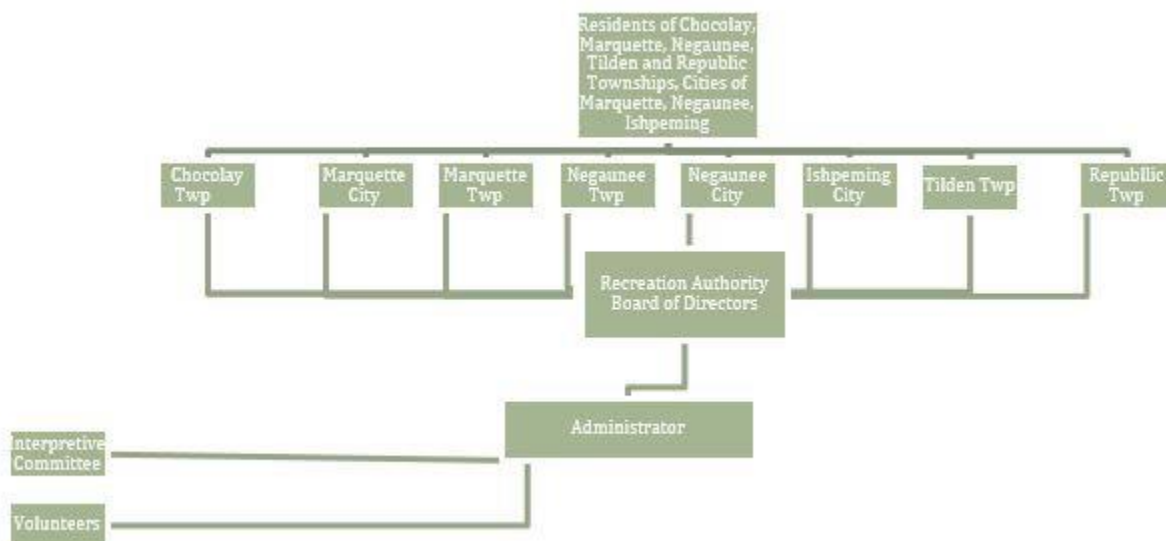 Residents of Chocolay,
Marquette, Negaunee,
Tilden and Republic
Townships, Cities of
Marquette, Negaunee,
Ishpeming
Chocolay
Twp
Marquette
City
Marquette
Twp
Negaunee
Twp
Negaunee
City
Ishpeming
City
Tilden Twp
Republic
Twp
Recreation Authority
Board of Directors
Administrator
Interpretive
Committee
Volunteers